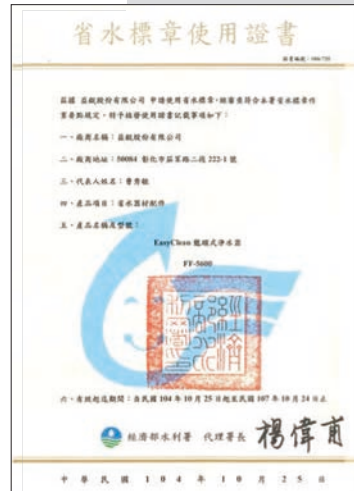 省水標章使用證書
茲據 益銳股份有限公司 申請使用省水標章，經審查符合本署省水標章作
業要點規定，特予核發使用證書記載事項如下：
一、廠商名稱：益銳股份有限公司
二、廠商地址：50084 彰化市莊軍路二段 222-1 號
三、代表人姓名：曹
四、產品項目：省水器材配件
五、產品名稱及型號：
EasyClean 龍頭式淨水器
FF-5600
六、有效起迄期間：自民國 104 年 10 月 25 日起至民國 107 年 10 月 24 日止
經濟部水利署 代理署長 楊偉甫
中 華 民 國 1 0 4 年 1 0 月 2 5 日